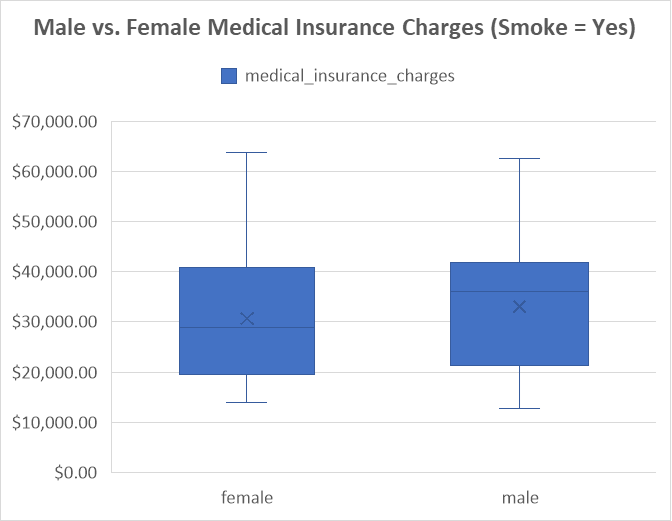 Male vs. Female Medical Insurance Charges (Smoke = Yes)
medical_insurance_charges
$70,000.00
$60,000.00
$50,000.00
$40,000.00
$30,000.00
$20,000.00
$10,000.00
$0.00
female male